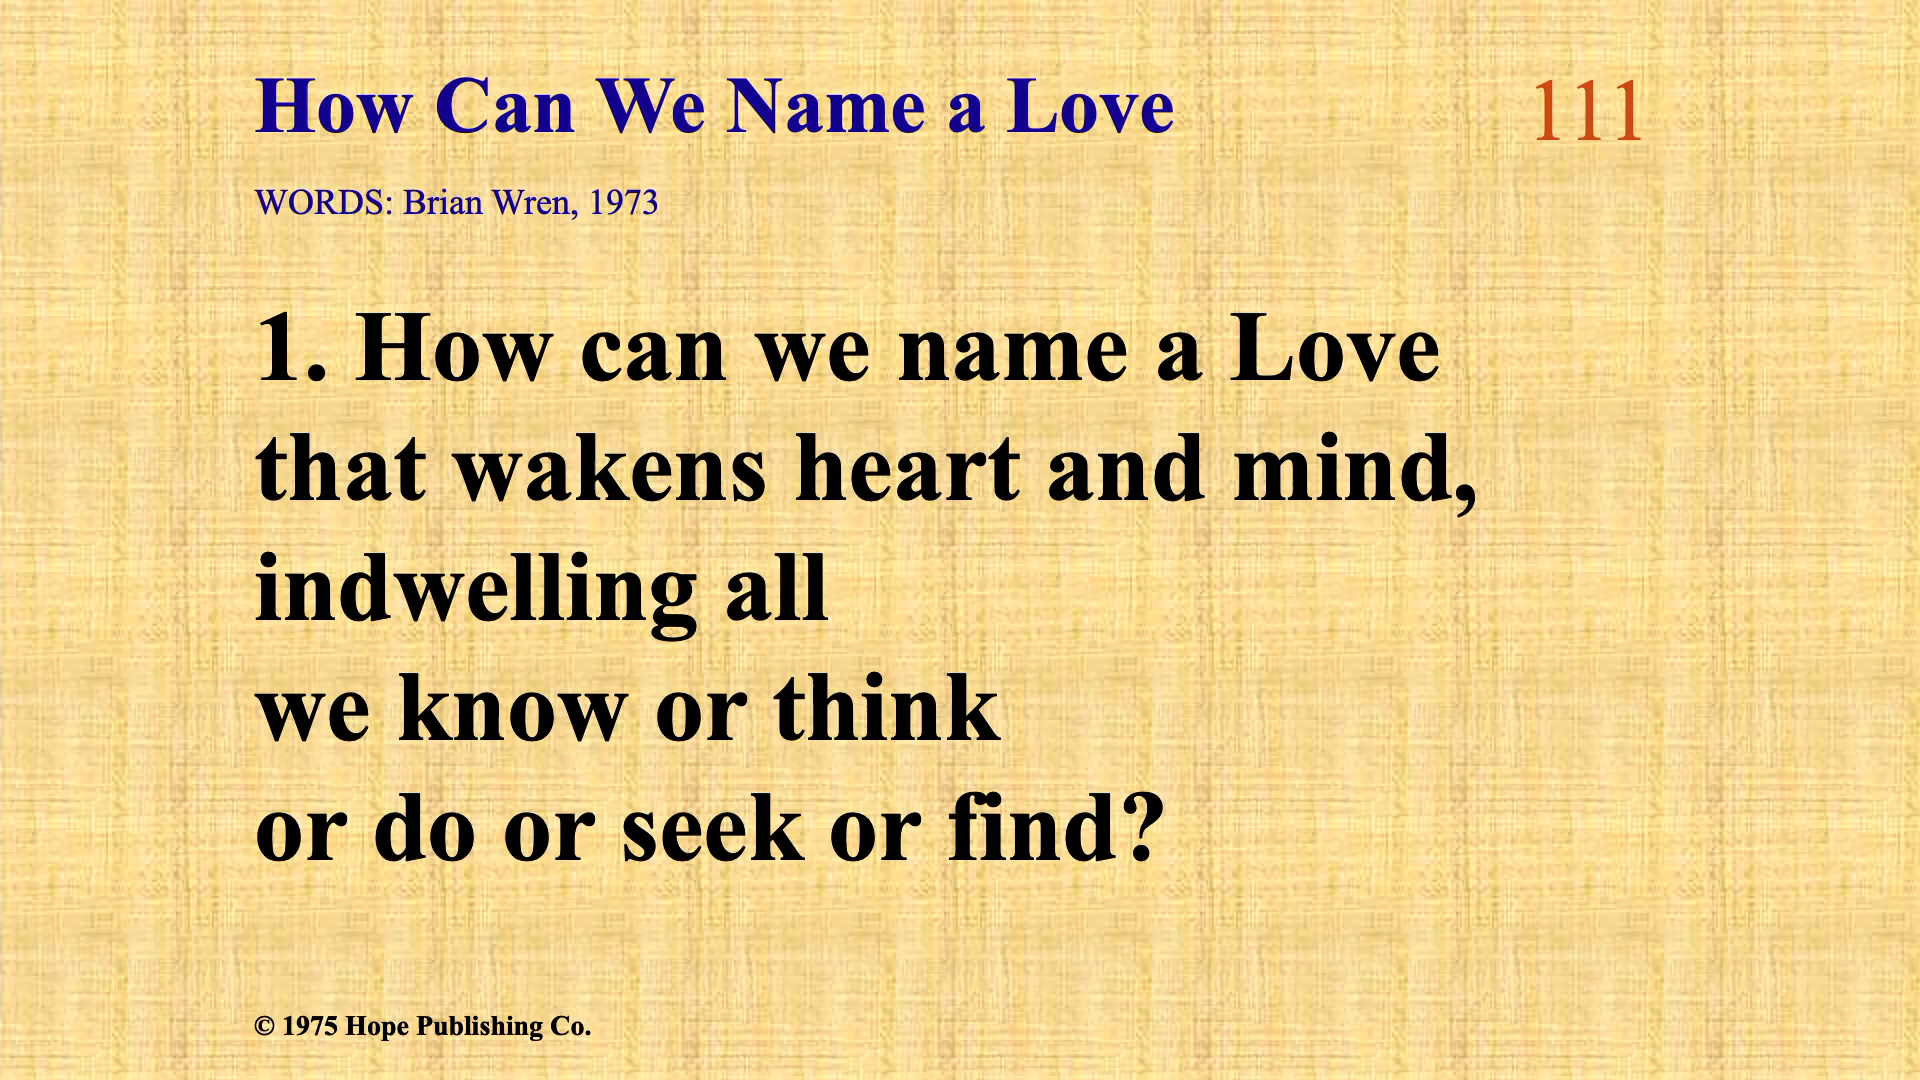 How Can We Name a Love 111
WORDS: Brian Wren, 1973
1. How can we name a Love
that wakens heart and mind,
indwelling all
we know or think
or do or seek or find?
© 1975 Hope Publishing Co.